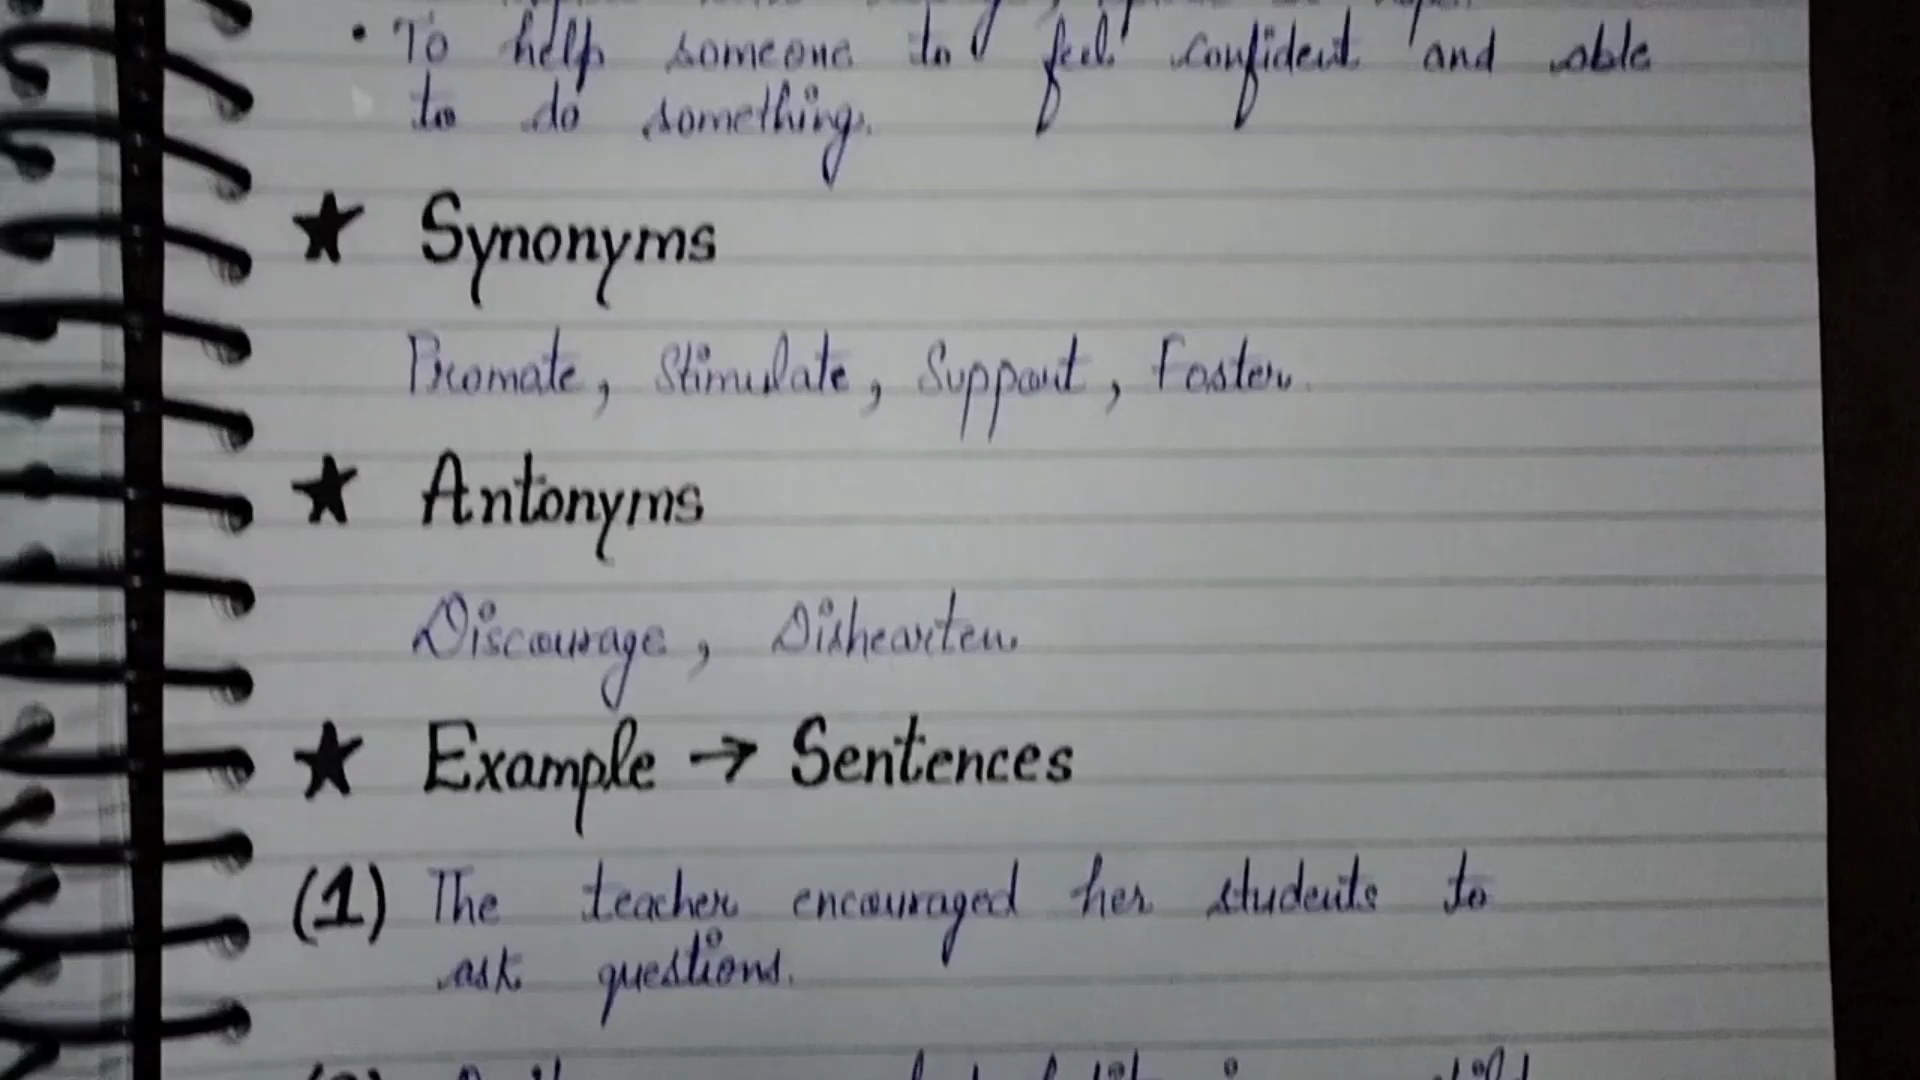 • To help someone to feel confident and able
to do something.
★ Synonyms
Promote, Stimulate, Support, Foster.
★ Antonyms
Discourage, Dishearten.
★ Example → Sentences
(1) The teacher encouraged her students to
ask questions.